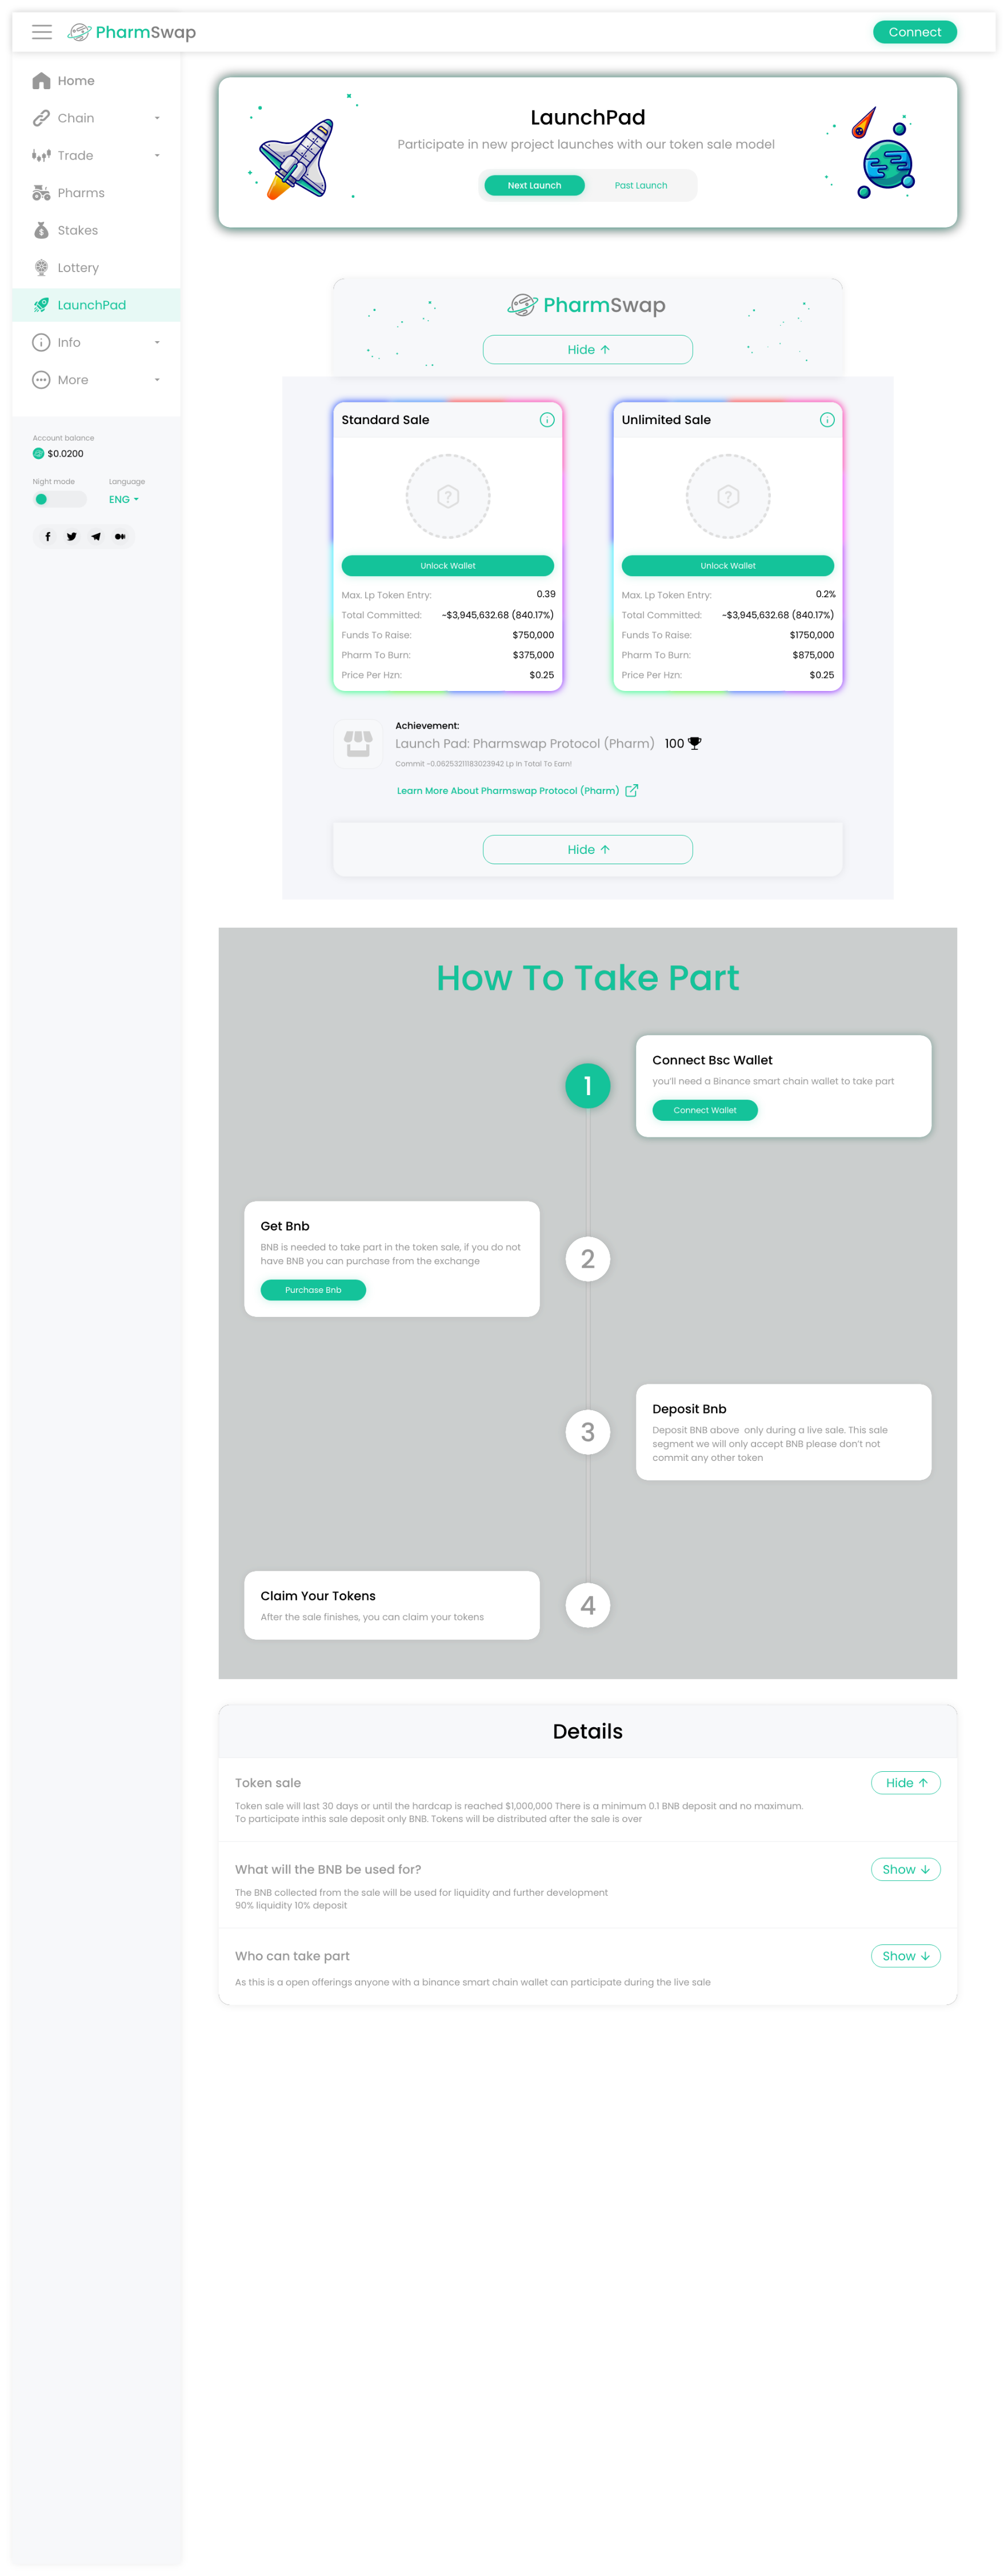 PharmSwap
Connect
Home
Chain
Trade
Pharms
Stakes
Lottery
LaunchPad
Info
More
Account balance
$0.0200
Night mode
Language
ENG
LaunchPad
Participate in new project launches with our token sale model
Next Launch
Past Launch
PharmSwap
Hide ↑
Standard Sale
?
Unlock Wallet
Max. Lp Token Entry: 0.39
Total Committed: ~$3,945,632.68 (840.17%)
Funds To Raise: $750,000
Pharm To Burn: $375,000
Price Per Hzn: $0.25
Unlimited Sale
?
Unlock Wallet
Max. Lp Token Entry: 0.2%
Total Committed: ~$3,945,632.68 (840.17%)
Funds To Raise: $1750,000
Pharm To Burn: $875,000
Price Per Hzn: $0.25
Achievement:
Launch Pad: Pharmswap Protocol (Pharm) 100
Commit ~0.06253211183023942 Lp In Total To Earn!
Learn More About Pharmswap Protocol (Pharm)
Hide ↑
How To Take Part
1
Connect Bsc Wallet
you'll need a Binance smart chain wallet to take part
Connect Wallet
2
Get Bnb
BNB is needed to take part in the token sale, if you do not
have BNB you can purchase from the exchange
Purchase Bnb
3
Deposit Bnb
Deposit BNB above only during a live sale. This sale
segment we will only accept BNB please don't not
commit any other token
4
Claim Your Tokens
After the sale finishes, you can claim your tokens
Details
Token sale
Hide ↑
Token sale will last 30 days or until the hardcap is reached $1,000,000 There is a minimum 0.1 BNB deposit and no maximum.
To participate inthis sale deposit only BNB. Tokens will be distributed after the sale is over
What will the BNB be used for?
Show ↓
The BNB collected from the sale will be used for liquidity and further development
90% liquidity 10% deposit
Who can take part
Show ↓
As this is a open offerings anyone with a binance smart chain wallet can participate during the live sale